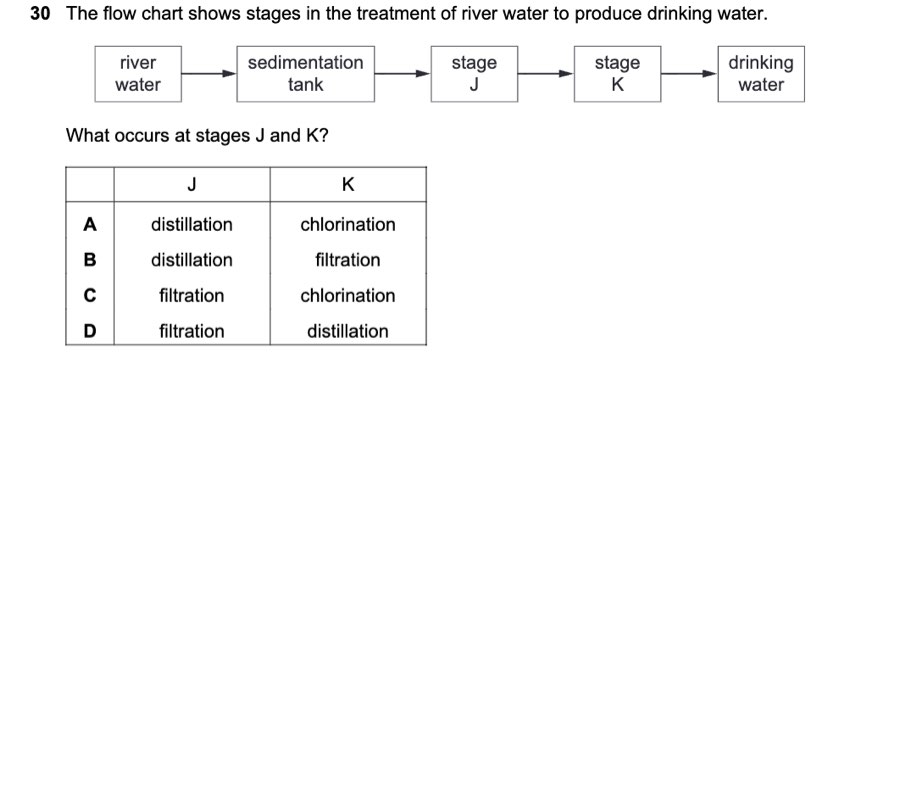 30 The flow chart shows stages in the treatment of river water to produce drinking water.
river water
sedimentation tank
stage J
stage K
drinking water
What occurs at stages J and K?
J K
A distillation chlorination
B distillation filtration
C filtration chlorination
D filtration distillation